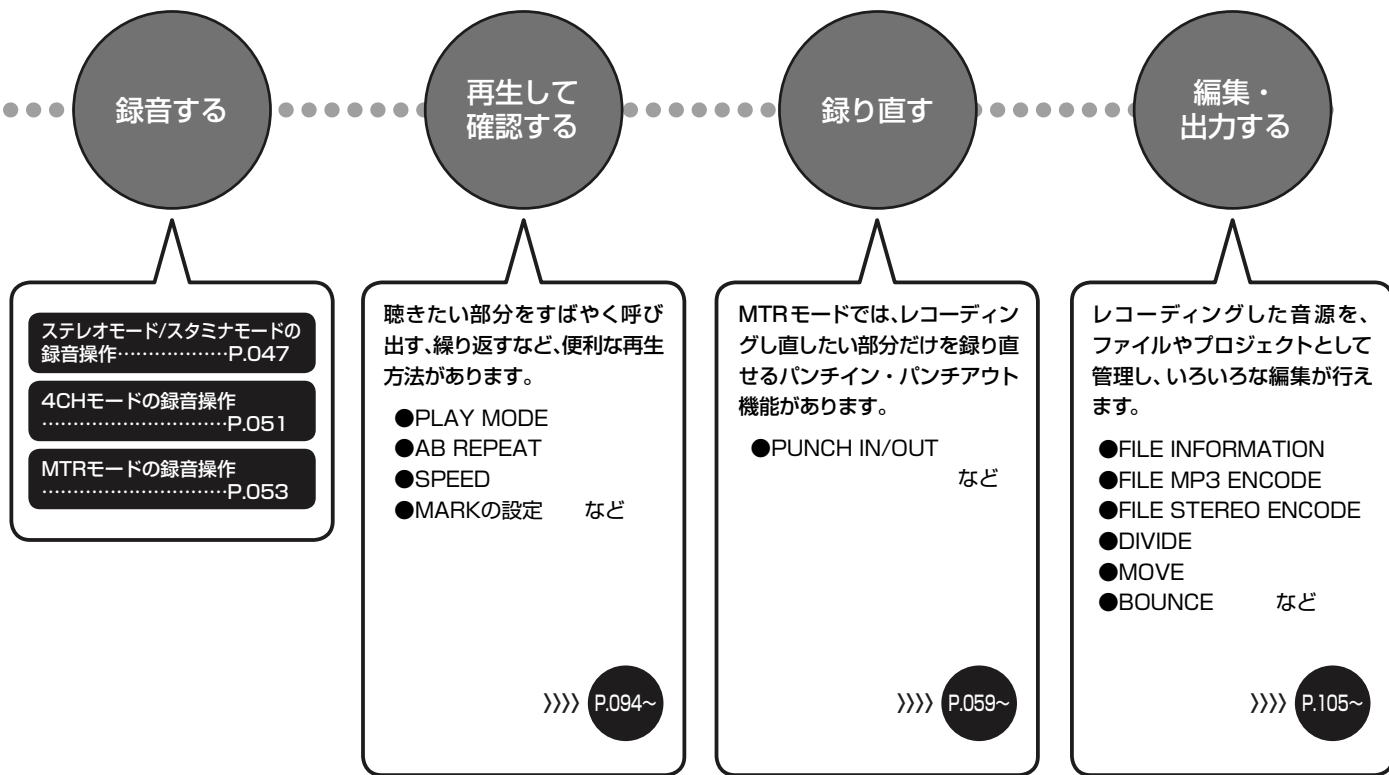 録音する
ステレオモード/スタミナモードの
録音操作………………P.047
4CHモードの録音操作
…………………………P.051
MTRモードの録音操作
…………………………P.053
再生して
確認する
聴きたい部分をすばやく呼び
出す、繰り返すなど、便利な再生
方法があります。
●PLAY MODE
●AB REPEAT
●SPEED
●MARKの設定 など
》》 P.094~
録り直す
MTRモードでは、レコーディン
グし直したい部分だけを録り直
せるパンチイン・パンチアウト
機能があります。
●PUNCH IN/OUT
など
》》 P.059~
編集・
出力する
レコーディングした音源を、
ファイルやプロジェクトとして
管理し、いろいろな編集が行え
ます。
●FILE INFORMATION
●FILE MP3 ENCODE
●FILE STEREO ENCODE
●DIVIDE
●MOVE
●BOUNCE など
》》 P.105~